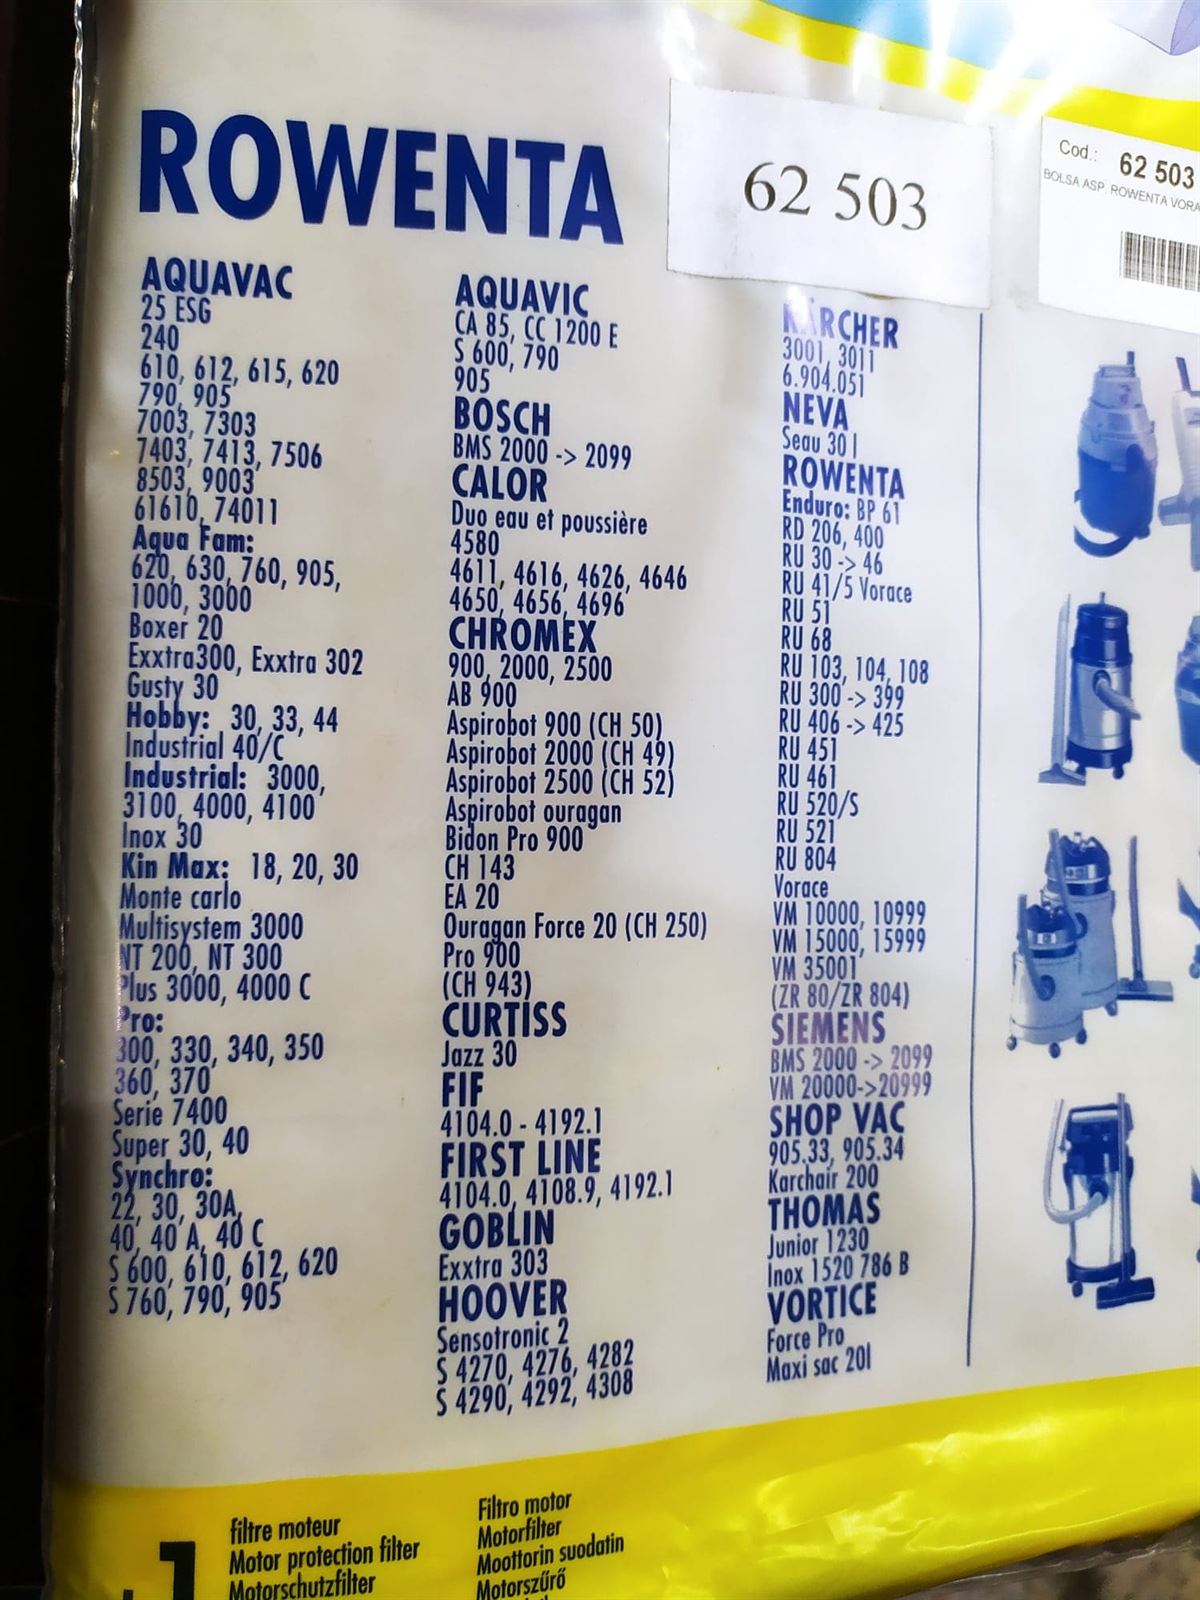 ROWENTA
62 503
Cod.: 62 503
BOLSA ASP. ROWENTA
AQUAVAC
25 ESG
240
610, 612, 615, 620
790, 905
7003, 7303
7403, 7413, 7506
8503, 9003
61610, 74011
Aqua Fam:
620, 630, 760, 905,
1000, 3000
Boxer 20
Exxtra300, Exxtra 302
Gusty 30
Hobby: 30, 33, 44
Industrial 40/C
Industrial: 3000,
3100, 4000, 4100
Inox 30
Kin Max: 18, 20, 30
Monte carlo
Multisystem 3000
NT 200, NT 300
Plus 3000, 4000 C
Pro:
300, 330, 340, 350
360, 370
Serie 7400
Super 30, 40
Synchro:
22, 30, 30A,
40, 40 A, 40 C
S 600, 610, 612, 620
S 760, 790, 905
AQUAVIC
CA 85, CC 1200 E
S 600, 790
905
BOSCH
BMS 2000 -> 2099
CALOR
Duo eau et poussière
4580
4611, 4616, 4626, 4646
4650, 4656, 4696
CHROMEX
900, 2000, 2500
AB 900
Aspirobot 900 (CH 50)
Aspirobot 2000 (CH 49)
Aspirobot 2500 (CH 52)
Aspirobot ouragan
Bidon Pro 900
CH 143
EA 20
Ouragan Force 20 (CH 250)
Pro 900
(CH 943)
CURTISS
Jazz 30
FIF
4104.0 - 4192.1
FIRST LINE
4104.0, 4108.9, 4192.1
GOBLIN
Exxtra 303
HOOVER
Sensotronic 2
S 4270, 4276, 4282
S 4290, 4292, 4308
KÄRCHER
3001, 3011
6.904.051
NEVA
Seau 30 l
ROWENTA
Enduro: BP 61
RD 206, 400
RU 30 -> 46
RU 41/5 Vorace
RU 51
RU 68
RU 103, 104, 108
RU 300 -> 399
RU 406 -> 425
RU 451
RU 461
RU 520/S
RU 521
RU 804
Vorace
VM 10000, 10999
VM 15000, 15999
VM 35001
(ZR 80/ZR 804)
SIEMENS
BMS 2000 -> 2099
VM 20000->20999
SHOP VAC
905.33, 905.34
Karchair 200
THOMAS
Junior 1230
Inox 1520 786 B
VORTICE
Force Pro
Maxi sac 20l
+1
filtre moteur
Motor protection filter
Motorschutzfilter
Filtro motor
Motorfilter
Moottorin suodatin
Motorszűrő